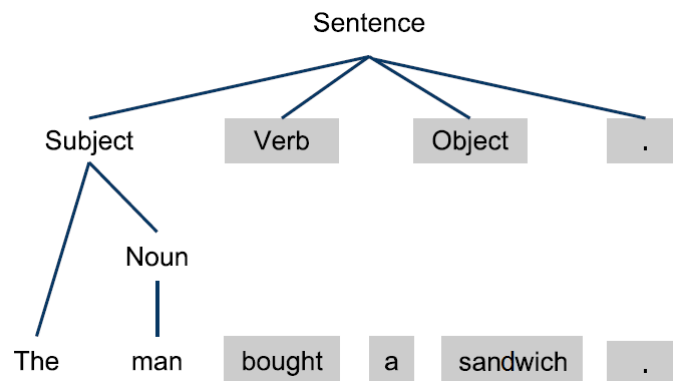 Sentence
Subject Verb Object .
Noun
The man bought a sandwich .